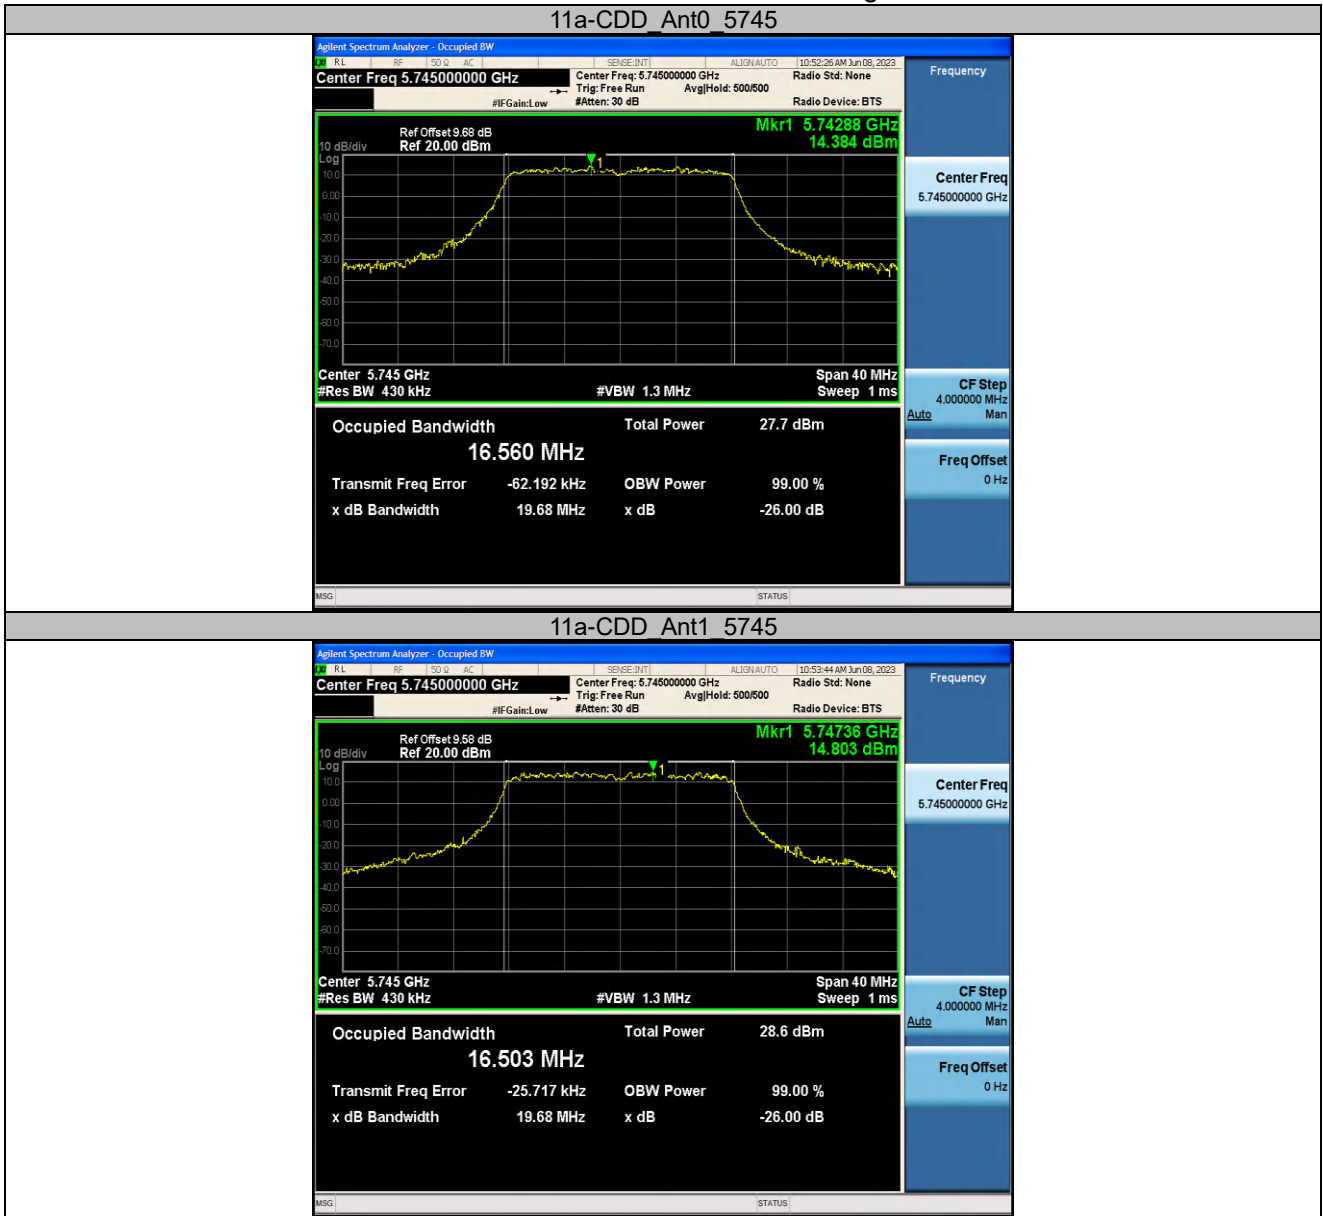 11a-CDD_Ant0_5745
Agilent Spectrum Analyzer - Occupied BW
RL RF 50 Ω AC SENSE:INT ALIGNAUTO 10:52:26 AM Jun 08, 2023
Center Freq 5.745000000 GHz
Center Freq: 5.745000000 GHz
Radio Std: None
Trig: Free Run Avg|Hold: 500/500
#IFGain:Low #Atten: 30 dB Radio Device: BTS
Frequency
Mkr1 5.74288 GHz
14.384 dBm
Ref Offset 9.68 dB
10 dB/div Ref 20.00 dBm
Log
1
10.0
0.00
-10.0
-20.0
-30.0
-40.0
-50.0
-60.0
-70.0
Center 5.745 GHz Span 40 MHz
#Res BW 430 kHz #VBW 1.3 MHz Sweep 1 ms
Center Freq
5.745000000 GHz
CF Step
4.000000 MHz
Auto Man
Freq Offset
0 Hz
Occupied Bandwidth Total Power 27.7 dBm
16.560 MHz
Transmit Freq Error -62.192 kHz OBW Power 99.00 %
x dB Bandwidth 19.68 MHz x dB -26.00 dB
MSG STATUS
11a-CDD_Ant1_5745
Agilent Spectrum Analyzer - Occupied BW
RL RF 50 Ω AC SENSE:INT ALIGNAUTO 10:53:44 AM Jun 08, 2023
Center Freq 5.745000000 GHz
Center Freq: 5.745000000 GHz
Radio Std: None
Trig: Free Run Avg|Hold: 500/500
#IFGain:Low #Atten: 30 dB Radio Device: BTS
Frequency
Mkr1 5.74736 GHz
14.803 dBm
Ref Offset 9.58 dB
10 dB/div Ref 20.00 dBm
Log
1
10.0
0.00
-10.0
-20.0
-30.0
-40.0
-50.0
-60.0
-70.0
Center 5.745 GHz Span 40 MHz
#Res BW 430 kHz #VBW 1.3 MHz Sweep 1 ms
Center Freq
5.745000000 GHz
CF Step
4.000000 MHz
Auto Man
Freq Offset
0 Hz
Occupied Bandwidth Total Power 28.6 dBm
16.503 MHz
Transmit Freq Error -25.717 kHz OBW Power 99.00 %
x dB Bandwidth 19.68 MHz x dB -26.00 dB
MSG STATUS